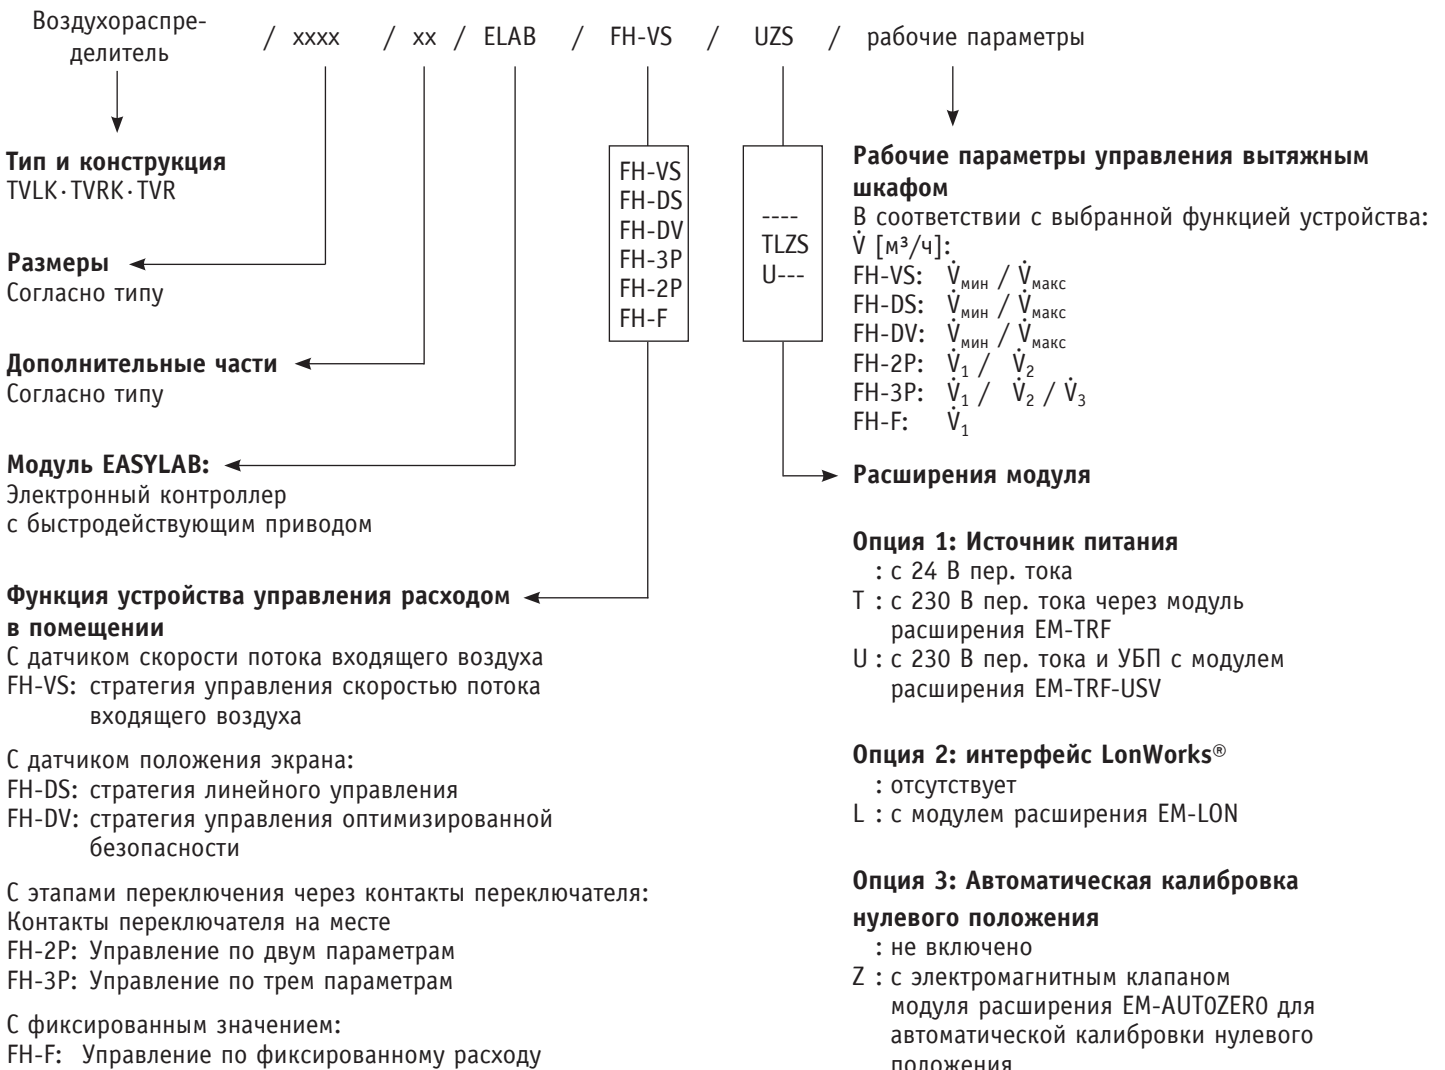 Воздухораспре-
делитель / xxxx / xx / ELAB / FH-VS / UZS / рабочие параметры
Тип и конструкция
TVLK·TVRK·TVR
Размеры
Согласно типу
Дополнительные части
Согласно типу
Модуль EASYLAB:
Электронный контроллер
с быстродействующим приводом
Функция устройства управления расходом
в помещении
С датчиком скорости потока входящего воздуха
FH-VS: стратегия управления скоростью потока
входящего воздуха
С датчиком положения экрана:
FH-DS: стратегия линейного управления
FH-DV: стратегия управления оптимизированной
безопасности
С этапами переключения через контакты переключателя:
Контакты переключателя на месте
FH-2P: Управление по двум параметрам
FH-3P: Управление по трем параметрам
С фиксированным значением:
FH-F: Управление по фиксированному расходу
FH-VS
FH-DS
FH-DV
FH-3P
FH-2P
FH-F
----
TLZS
U---
Рабочие параметры управления вытяжным
шкафом
В соответствии с выбранной функцией устройства:
V̇ [м³/ч]:
FH-VS: V̇мин / V̇макс
FH-DS: V̇мин / V̇макс
FH-DV: V̇мин / V̇макс
FH-2P: V̇1 / V̇2
FH-3P: V̇1 / V̇2 / V̇3
FH-F: V̇1
Расширения модуля
Опция 1: Источник питания
: с 24 В пер. тока
T : с 230 В пер. тока через модуль
расширения EM-TRF
U : с 230 В пер. тока и УБП с модулем
расширения EM-TRF-USV
Опция 2: интерфейс LonWorks®
: отсутствует
L : с модулем расширения EM-LON
Опция 3: Автоматическая калибровка
нулевого положения
: не включено
Z : с электромагнитным клапаном
модуля расширения EM-AUTOZERO для
автоматической калибровки нулевого
положения